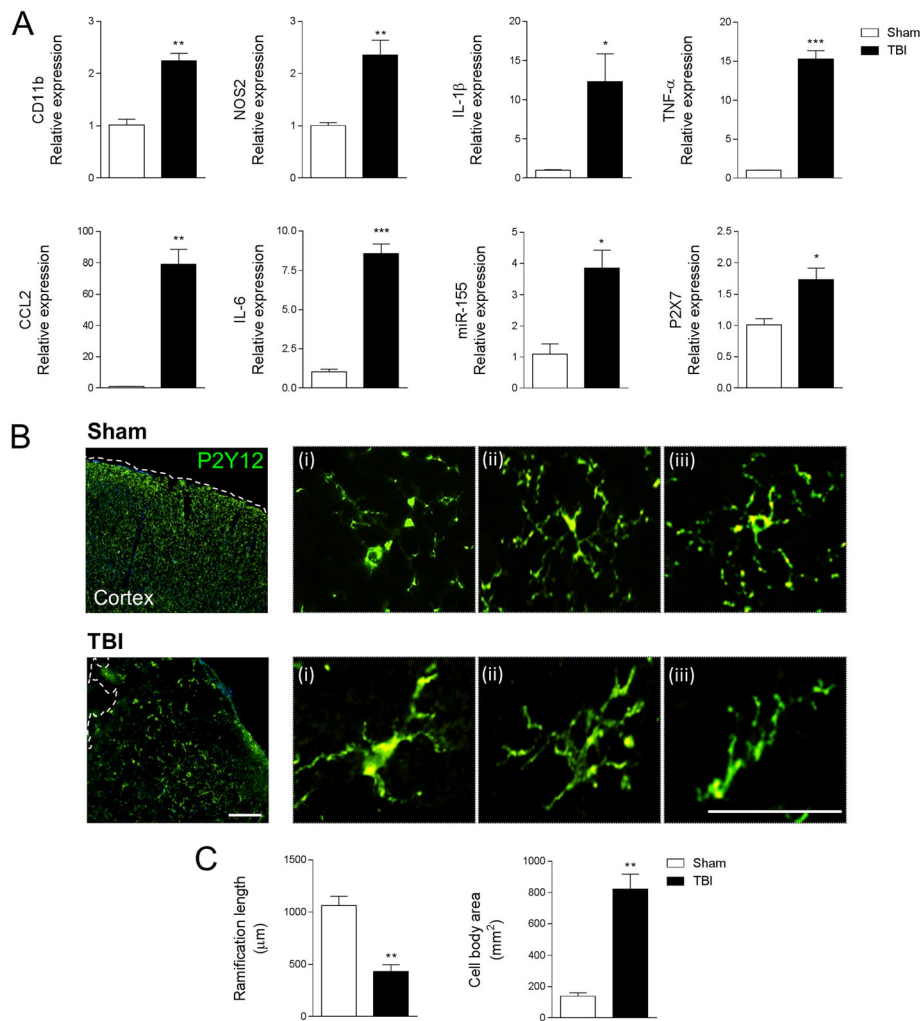 A
CD11b
Relative expression
3
2
1
0
**
NOS2
Relative expression
3
2
1
0
**
IL-1β
Relative expression
20
15
10
5
0
*
TNF-α
Relative expression
20
15
10
5
0
***
Sham
TBI
CCL2
Relative expression
100
80
60
40
20
0
**
IL-6
Relative expression
10.0
7.5
5.0
2.5
0.0
***
miR-155
Relative expression
5
4
3
2
1
0
*
P2X7
Relative expression
2.5
2.0
1.5
1.0
0.5
0.0
*
B
Sham
P2Y12
Cortex
(i)
(ii)
(iii)
TBI
(i)
(ii)
(iii)
C
Ramification length
(μm)
1500
1000
500
0
**
Cell body area
(mm²)
1000
800
600
400
200
0
**
Sham
TBI